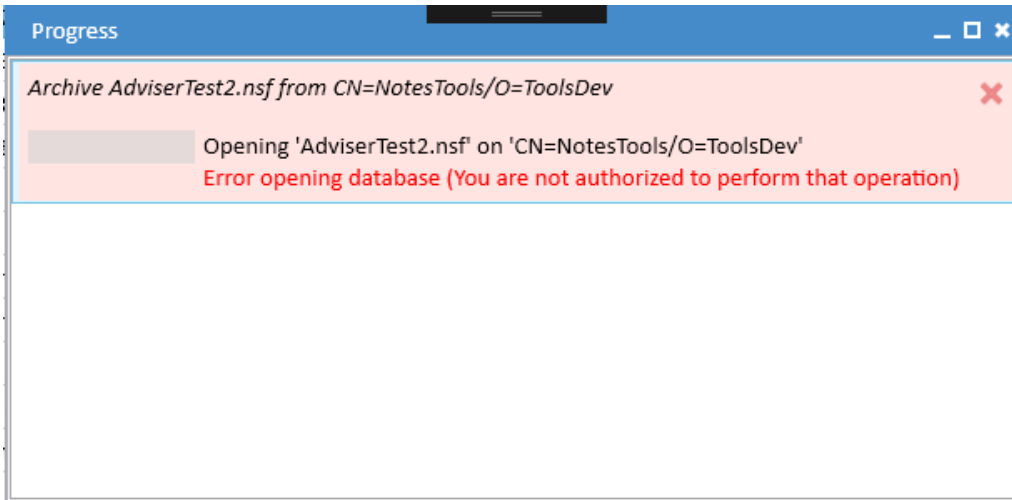 Progress
Archive AdviserTest2.nsf from CN=NotesTools/O=ToolsDev
Opening 'AdviserTest2.nsf' on 'CN=NotesTools/O=ToolsDev'
Error opening database (You are not authorized to perform that operation)